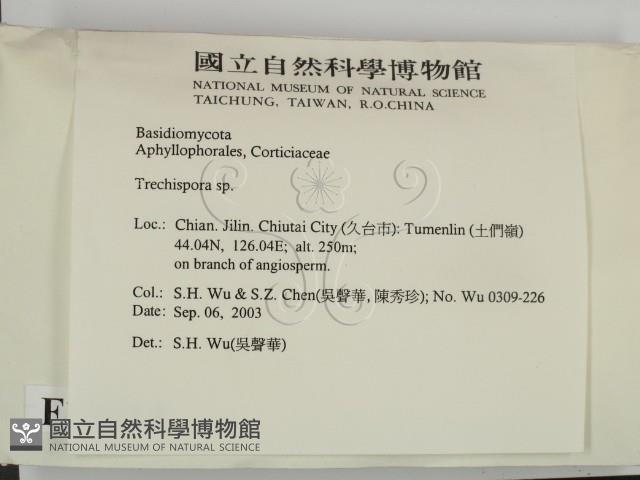 國立自然科學博物館
NATIONAL MUSEUM OF NATURAL SCIENCE
TAICHUNG, TAIWAN, R.O.CHINA
Basidiomycota
Aphyllophorales, Corticiaceae
Trechispora sp.
Loc.: Chian. Jilin. Chiutai City (久台市): Tumenlin (土們嶺)
44.04N, 126.04E; alt. 250m;
on branch of angiosperm.
Col.: S.H. Wu & S.Z. Chen(吳聲華, 陳秀珍); No. Wu 0309-226
Date: Sep. 06, 2003
Det.: S.H. Wu(吳聲華)
F
國立自然科學博物館
NATIONAL MUSEUM OF NATURAL SCIENCE